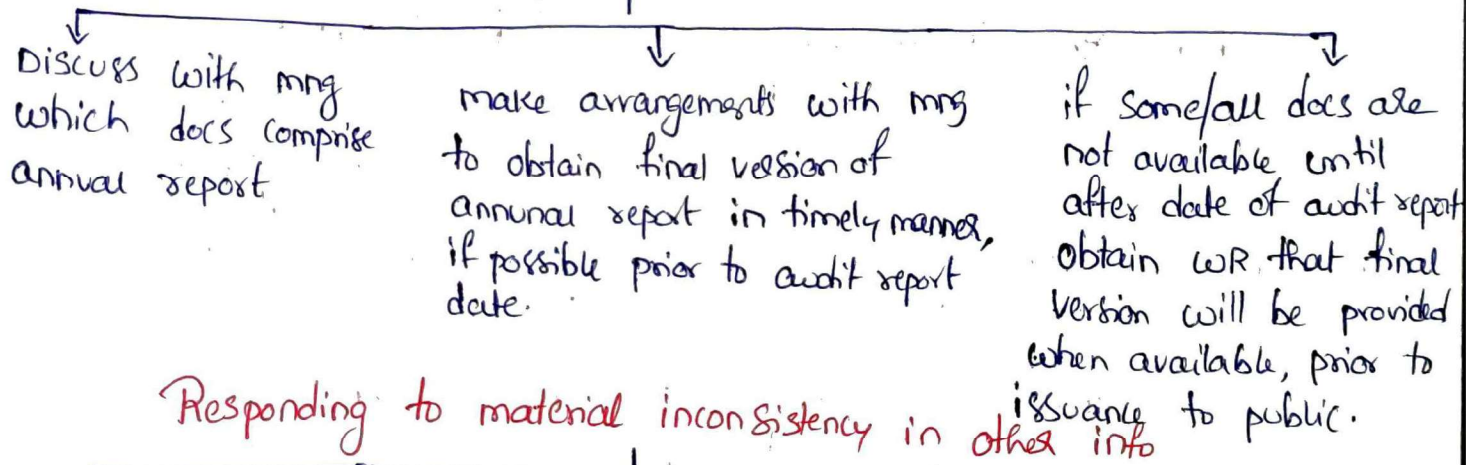 Discuss with mng
which docs comprise
annual report
make arrangements with mng
to obtain final version of
annunal report in timely manner,
if possible prior to audit report
date.
if some/all docs are
not available until
after date of audit report
obtain WR that final
version will be provided
when available, prior to
issuance to public.
Responding to material inconsistency in other info